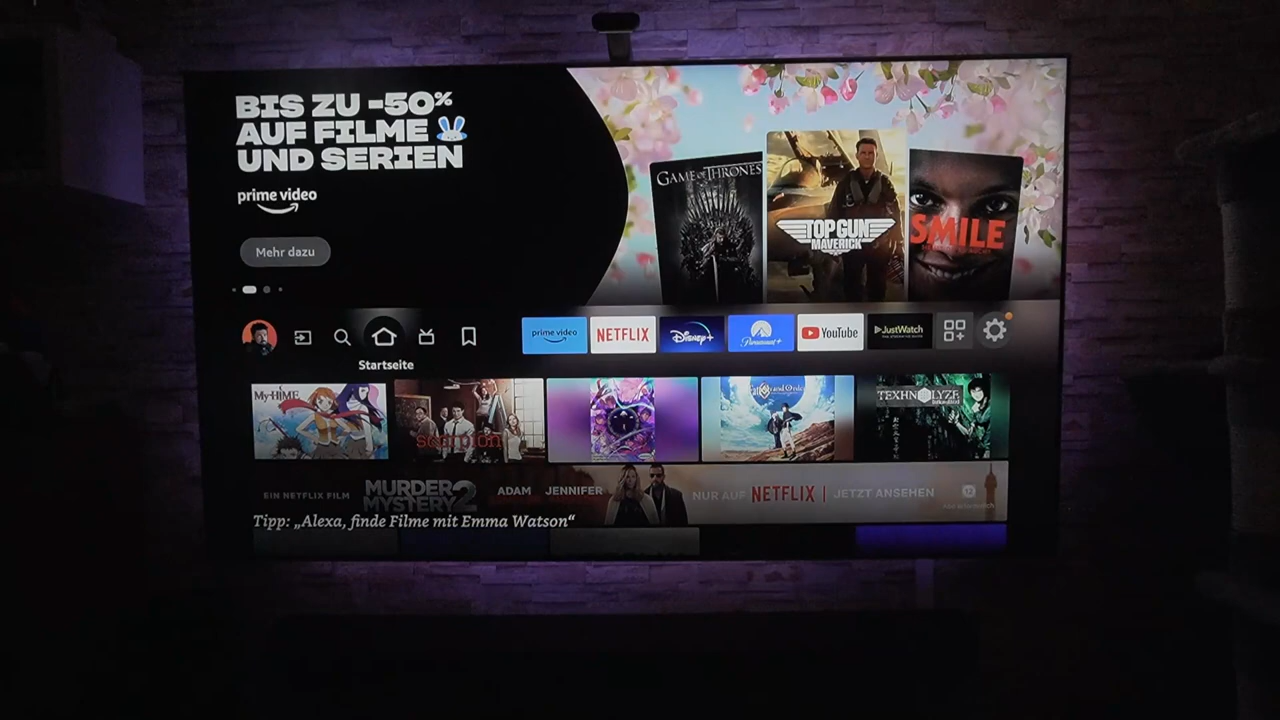 BIS ZU -50%
AUF FILME
UND SERIEN
prime video
Mehr dazu
GAME OF THRONES
TOP GUN
MAVERICK
SMILE
prime video
NETFLIX
Disney+
Paramount+
YouTube
JustWatch
Startseite
My-HiME
scorpion
TEXHNOLYZE
EIN NETFLIX FILM
MURDER
MYSTERY 2
ADAM JENNIFER
NUR AUF NETFLIX | JETZT ANSEHEN
12
Tipp: „Alexa, finde Filme mit Emma Watson“